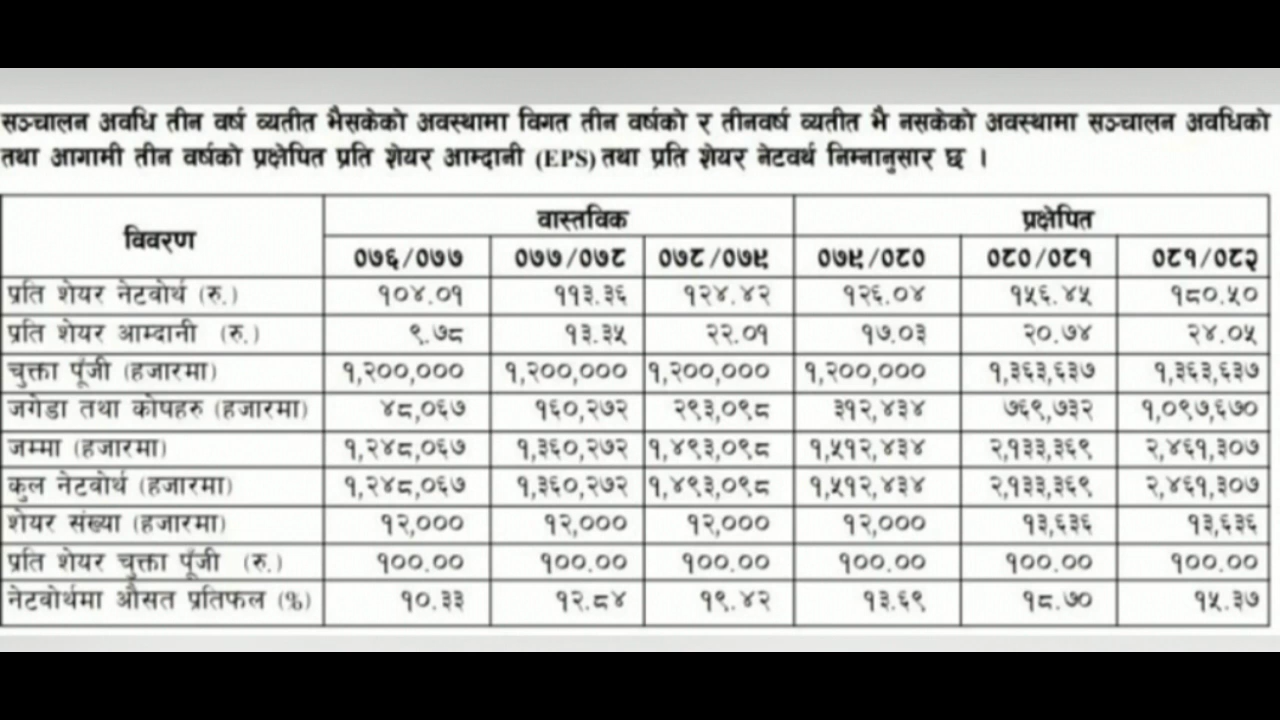 सञ्चालन अवधि तीन वर्ष व्यतीत भैसकेको अवस्थामा विगत तीन वर्षको र तीनवर्ष व्यतीत भै नसकेको अवस्थामा सञ्चालन अवधिको
तथा आगामी तीन वर्षको प्रक्षेपित प्रति शेयर आम्दानी (EPS) तथा प्रति शेयर नेटवर्थ निम्नानुसार छ ।
विवरण वास्तविक प्रक्षेपित
०७६/०७७ ०७७/०७८ ०७८/०७९ ०७९/०८० ०८०/०८१ ०८१/०८२
प्रति शेयर नेटवोर्थ (रु.) १०४.०१ ११३.३६ १२४.४२ १२६.०४ १५६.४५ १८०.५०
प्रति शेयर आम्दानी (रु.) ९.७८ १३.३५ २२.०१ १७.०३ २०.७४ २४.०५
चुक्ता पूँजी (हजारमा) १,२००,००० १,२००,००० १,२००,००० १,२००,००० १,३६३,६३७ १,३६३,६३७
जगेडा तथा कोषहरु (हजारमा) ४८,०६७ १६०,२७२ २९३,०९८ ३१२,४३४ ७६९,७३२ १,०९७,६७०
जम्मा (हजारमा) १,२४८,०६७ १,३६०,२७२ १,४९३,०९८ १,५१२,४३४ २,१३३,३६९ २,४६१,३०७
कुल नेटवोर्थ (हजारमा) १,२४८,०६७ १,३६०,२७२ १,४९३,०९८ १,५१२,४३४ २,१३३,३६९ २,४६१,३०७
शेयर संख्या (हजारमा) १२,००० १२,००० १२,००० १२,००० १३,६३६ १३,६३६
प्रति शेयर चुक्ता पूँजी (रु.) १००.०० १००.०० १००.०० १००.०० १००.०० १००.००
नेटवोर्थमा औसत प्रतिफल (%) १०.३३ १२.८४ १९.४२ १३.६९ १८.७० १५.३७